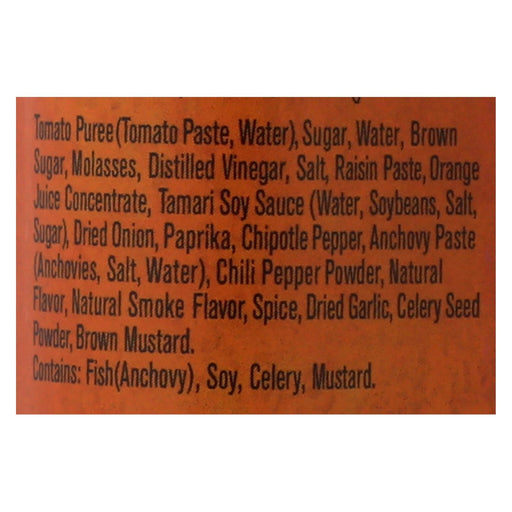 Tomato Puree(Tomato Paste, Water), Sugar, Water, Brown
Sugar, Molasses, Distilled Vinegar, Salt, Raisin Paste, Orange
Juice Concentrate, Tamari Soy Sauce (Water, Soybeans, Salt,
Sugar), Dried Onion, Paprika, Chipotle Pepper, Anchovy Paste
(Anchovies, Salt, Water), Chili Pepper Powder, Natural
Flavor, Natural Smoke Flavor, Spice, Dried Garlic, Celery Seed
Powder, Brown Mustard.
Contains: Fish(Anchovy), Soy, Celery, Mustard.